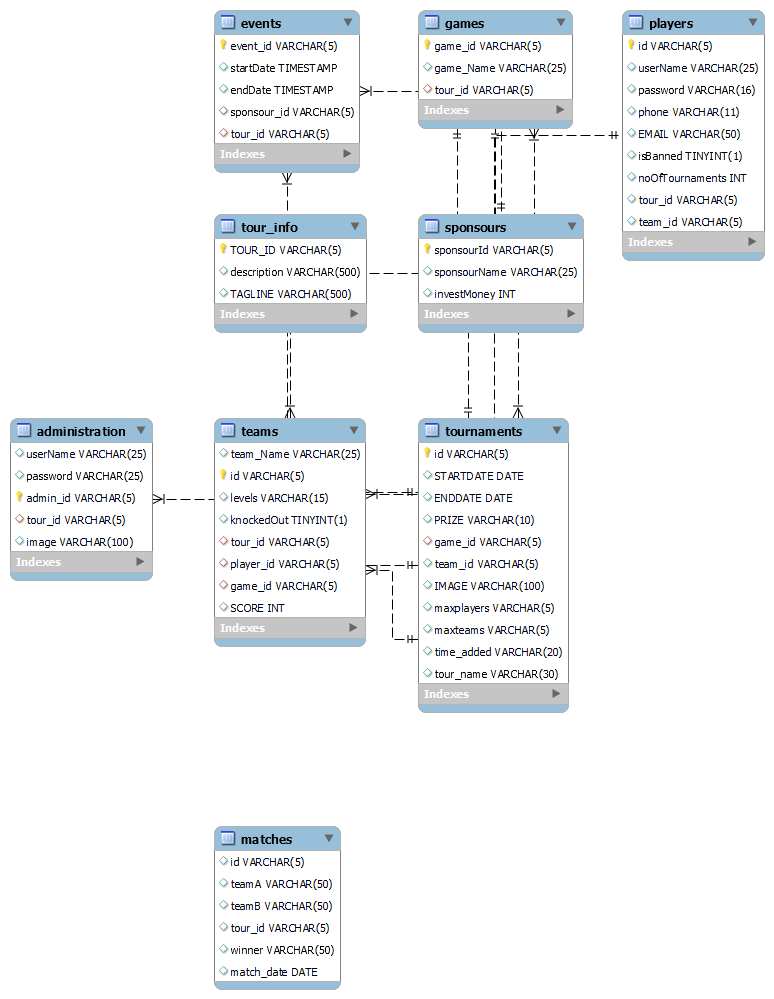 events
event_id VARCHAR(5)
startDate TIMESTAMP
endDate TIMESTAMP
sponsour_id VARCHAR(5)
tour_id VARCHAR(5)
Indexes
games
game_id VARCHAR(5)
game_Name VARCHAR(25)
tour_id VARCHAR(5)
Indexes
players
id VARCHAR(5)
userName VARCHAR(25)
password VARCHAR(16)
phone VARCHAR(11)
EMAIL VARCHAR(50)
isBanned TINYINT(1)
noOfTournaments INT
tour_id VARCHAR(5)
team_id VARCHAR(5)
Indexes
tour_info
TOUR_ID VARCHAR(5)
description VARCHAR(500)
TAGLINE VARCHAR(500)
Indexes
sponsours
sponsourId VARCHAR(5)
sponsourName VARCHAR(25)
investMoney INT
Indexes
administration
userName VARCHAR(25)
password VARCHAR(25)
admin_id VARCHAR(5)
tour_id VARCHAR(5)
image VARCHAR(100)
Indexes
teams
team_Name VARCHAR(25)
id VARCHAR(5)
levels VARCHAR(15)
knockedOut TINYINT(1)
tour_id VARCHAR(5)
player_id VARCHAR(5)
game_id VARCHAR(5)
SCORE INT
Indexes
tournaments
id VARCHAR(5)
STARTDATE DATE
ENDDATE DATE
PRIZE VARCHAR(10)
game_id VARCHAR(5)
team_id VARCHAR(5)
IMAGE VARCHAR(100)
maxplayers VARCHAR(5)
maxteams VARCHAR(5)
time_added VARCHAR(20)
tour_name VARCHAR(30)
Indexes
matches
id VARCHAR(5)
teamA VARCHAR(50)
teamB VARCHAR(50)
tour_id VARCHAR(5)
winner VARCHAR(50)
match_date DATE